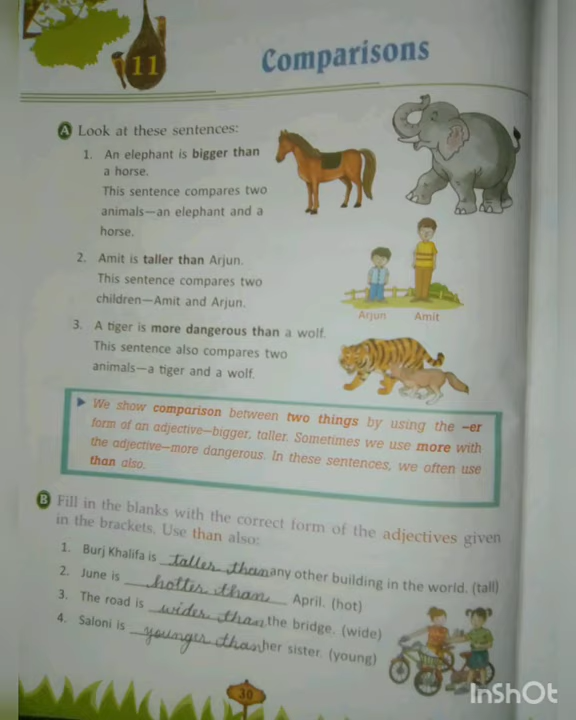 11
Comparisons
A Look at these sentences:
1. An elephant is bigger than
a horse.
This sentence compares two
animals—an elephant and a
horse.
2. Amit is taller than Arjun.
This sentence compares two
children—Amit and Arjun.
Arjun Amit
3. A tiger is more dangerous than a wolf.
This sentence also compares two
animals—a tiger and a wolf.
We show comparison between two things by using the –er
form of an adjective—bigger, taller. Sometimes we use more with
the adjective—more dangerous. In these sentences, we often use
than also.
B Fill in the blanks with the correct form of the adjectives given
in the brackets. Use than also:
1. Burj Khalifa is taller than any other building in the world. (tall)
2. June is hotter than April. (hot)
3. The road is wider than the bridge. (wide)
4. Saloni is younger than her sister. (young)
30
InShOt